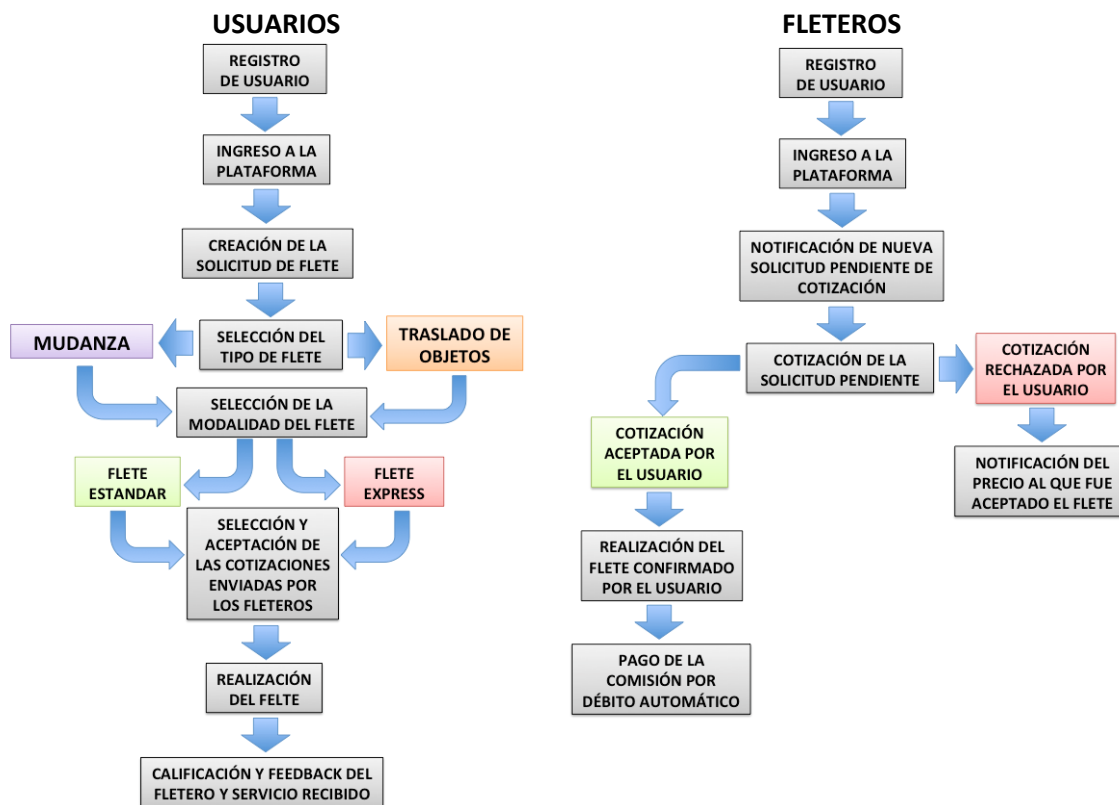 USUARIOS
REGISTRO
DE USUARIO
INGRESO A LA
PLATAFORMA
CREACIÓN DE LA
SOLICITUD DE FLETE
SELECCIÓN DEL
TIPO DE FLETE
MUDANZA
TRASLADO DE
OBJETOS
SELECCIÓN DE LA
MODALIDAD DEL FLETE
FLETE
ESTANDAR
FLETE
EXPRESS
SELECCIÓN Y
ACEPTACIÓN DE
LAS COTIZACIONES
ENVIADAS POR
LOS FLETEROS
REALIZACIÓN
DEL FELTE
CALIFICACIÓN Y FEEDBACK DEL
FLETERO Y SERVICIO RECIBIDO
FLETEROS
REGISTRO
DE USUARIO
INGRESO A LA
PLATAFORMA
NOTIFICACIÓN DE NUEVA
SOLICITUD PENDIENTE DE
COTIZACIÓN
COTIZACIÓN DE LA
SOLICITUD PENDIENTE
COTIZACIÓN
RECHAZADA POR
EL USUARIO
NOTIFICACIÓN DEL
PRECIO AL QUE FUE
ACEPTADO EL FLETE
COTIZACIÓN
ACEPTADA POR
EL USUARIO
REALIZACIÓN DEL
FLETE CONFIRMADO
POR EL USUARIO
PAGO DE LA
COMISIÓN POR
DÉBITO AUTOMÁTICO